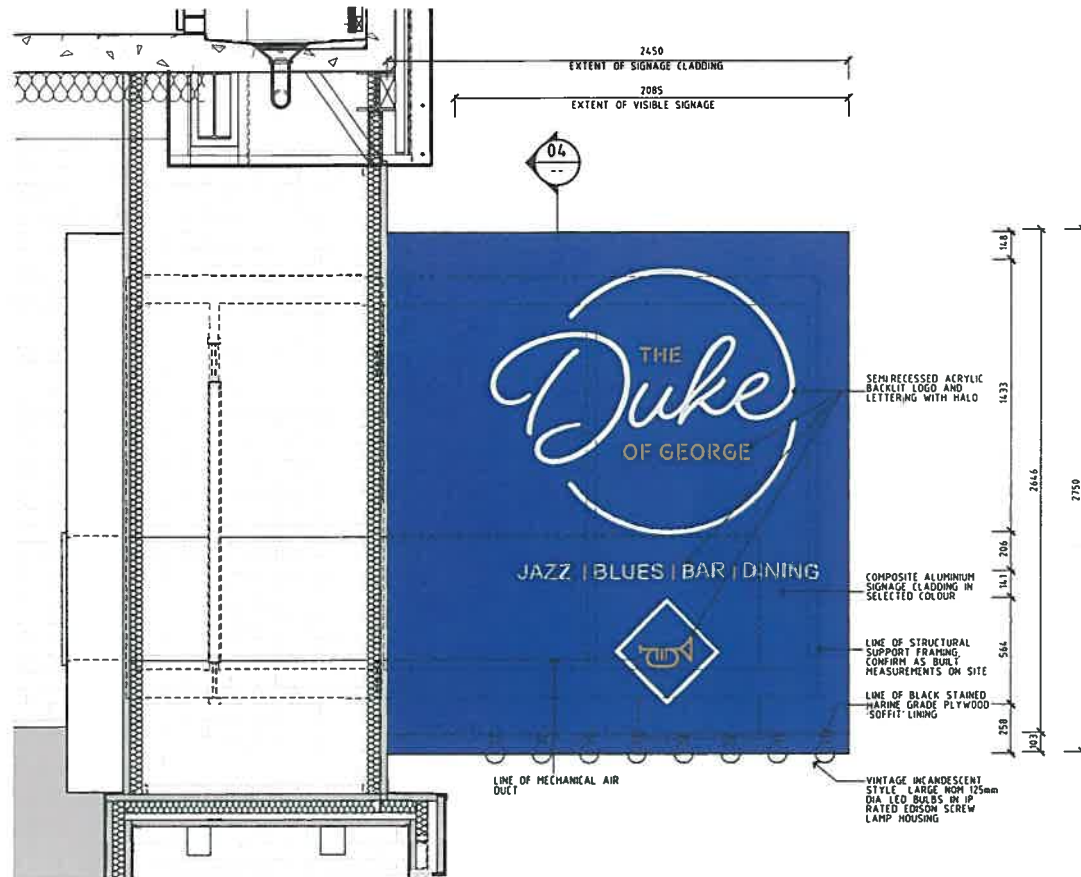 2450
EXTENT OF SIGNAGE CLADDING
2085
EXTENT OF VISIBLE SIGNAGE
04
--
THE
Duke
OF GEORGE
JAZZ | BLUES | BAR | DINING
148
1433
206
141
564
258
103
2646
2750
SEMI RECESSED ACRYLIC
BACKLIT LOGO AND
LETTERING WITH HALO
COMPOSITE ALUMINIUM
SIGNAGE CLADDING IN
SELECTED COLOUR
LINE OF STRUCTURAL
SUPPORT FRAMING,
CONFIRM AS BUILT
MEASUREMENTS ON SITE
LINE OF BLACK STAINED
MARINE GRADE PLYWOOD
'SOFFIT' LINING
LINE OF MECHANICAL AIR
DUCT
VINTAGE INCANDESCENT
STYLE LARGE NOM 125mm
DIA LED BULBS IN IP
RATED EDISON SCREW
LAMP HOUSING